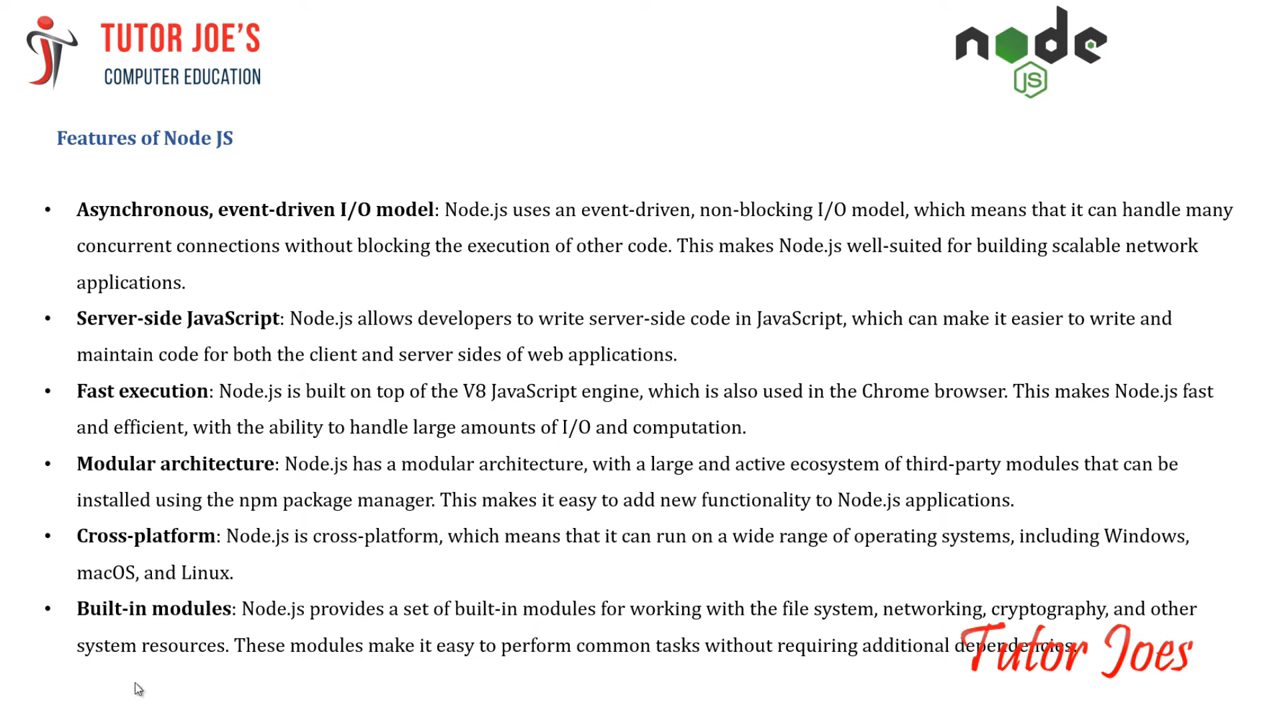 TUTOR JOE'S
COMPUTER EDUCATION
node
JS
Features of Node JS
• Asynchronous, event-driven I/O model: Node.js uses an event-driven, non-blocking I/O model, which means that it can handle many
concurrent connections without blocking the execution of other code. This makes Node.js well-suited for building scalable network
applications.
• Server-side JavaScript: Node.js allows developers to write server-side code in JavaScript, which can make it easier to write and
maintain code for both the client and server sides of web applications.
• Fast execution: Node.js is built on top of the V8 JavaScript engine, which is also used in the Chrome browser. This makes Node.js fast
and efficient, with the ability to handle large amounts of I/O and computation.
• Modular architecture: Node.js has a modular architecture, with a large and active ecosystem of third-party modules that can be
installed using the npm package manager. This makes it easy to add new functionality to Node.js applications.
• Cross-platform: Node.js is cross-platform, which means that it can run on a wide range of operating systems, including Windows,
macOS, and Linux.
• Built-in modules: Node.js provides a set of built-in modules for working with the file system, networking, cryptography, and other
system resources. These modules make it easy to perform common tasks without requiring additional dependencies.
Tutor Joes